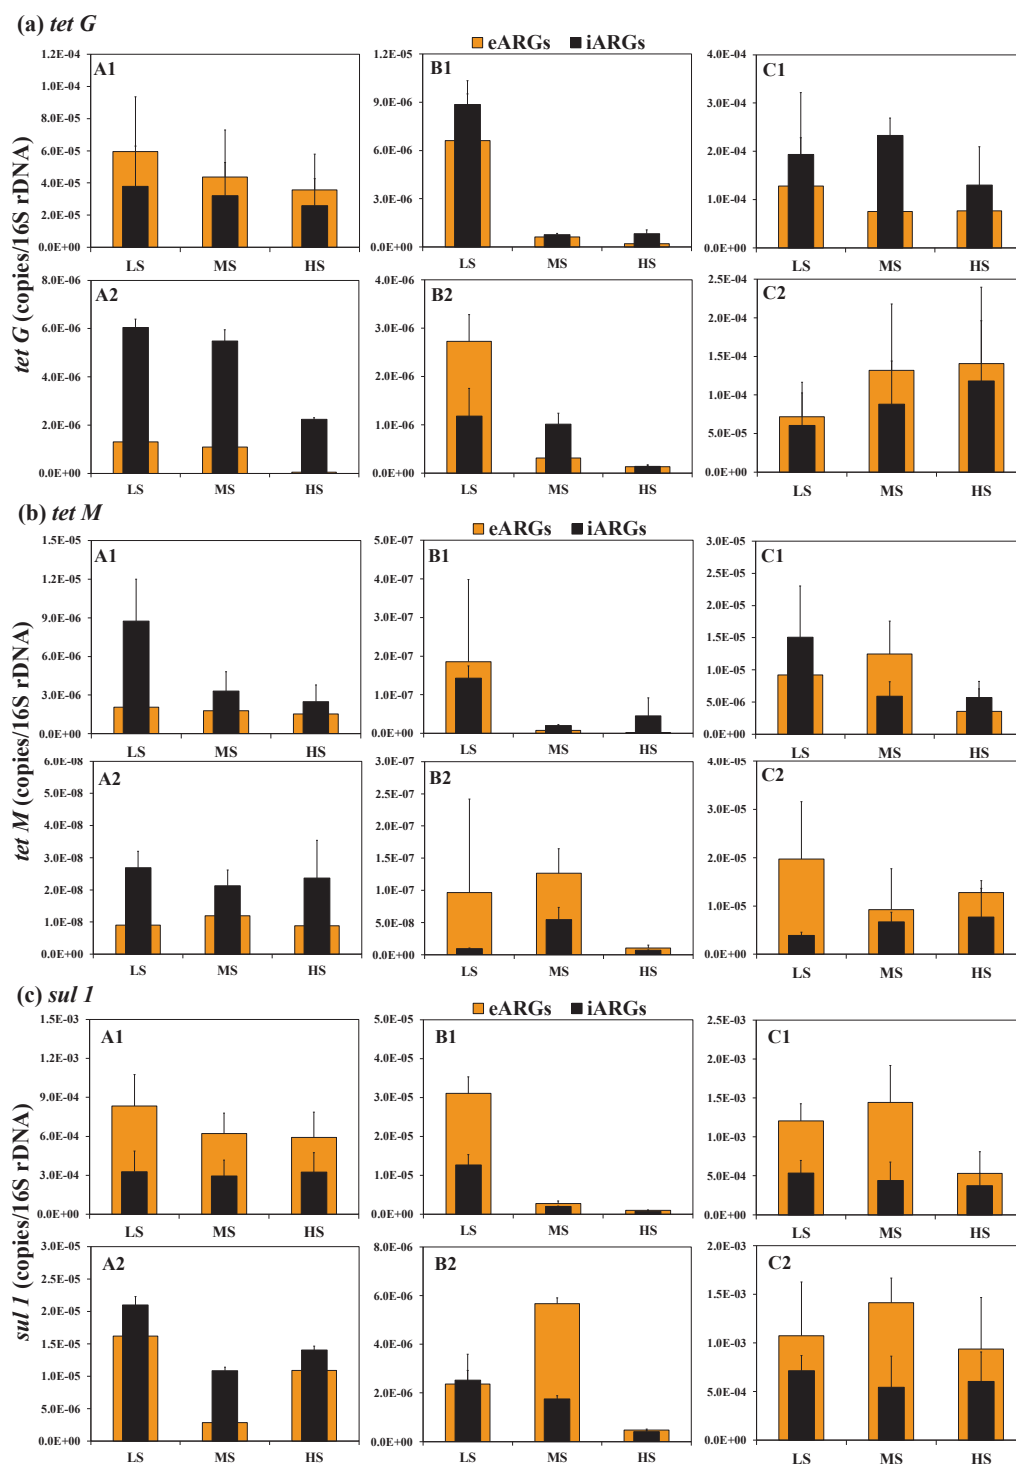 (a) tet G
eARGs iARGs
tet G (copies/16S rDNA)
A1
1.2E-04
1.0E-04
8.0E-05
6.0E-05
4.0E-05
2.0E-05
0.0E+00
LS MS HS
B1
1.2E-05
9.0E-06
6.0E-06
3.0E-06
0.0E+00
LS MS HS
C1
4.0E-04
3.0E-04
2.0E-04
1.0E-04
0.0E+00
LS MS HS
A2
8.0E-06
6.0E-06
4.0E-06
2.0E-06
0.0E+00
LS MS HS
B2
4.0E-06
3.0E-06
2.0E-06
1.0E-06
0.0E+00
LS MS HS
C2
2.5E-04
2.0E-04
1.5E-04
1.0E-04
5.0E-05
0.0E+00
LS MS HS
(b) tet M
eARGs iARGs
tet M (copies/16S rDNA)
A1
1.5E-05
1.2E-05
9.0E-06
6.0E-06
3.0E-06
0.0E+00
LS MS HS
B1
5.0E-07
4.0E-07
3.0E-07
2.0E-07
1.0E-07
0.0E+00
LS MS HS
C1
3.0E-05
2.5E-05
2.0E-05
1.5E-05
1.0E-05
5.0E-06
0.0E+00
LS MS HS
A2
6.0E-08
5.0E-08
4.0E-08
3.0E-08
2.0E-08
1.0E-08
0.0E+00
LS MS HS
B2
3.0E-07
2.5E-07
2.0E-07
1.5E-07
1.0E-07
5.0E-08
0.0E+00
LS MS HS
C2
4.0E-05
3.0E-05
2.0E-05
1.0E-05
0.0E+00
LS MS HS
(c) sul 1
eARGs iARGs
sul 1 (copies/16S rDNA)
A1
1.5E-03
1.2E-03
9.0E-04
6.0E-04
3.0E-04
0.0E+00
LS MS HS
B1
5.0E-05
4.0E-05
3.0E-05
2.0E-05
1.0E-05
0.0E+00
LS MS HS
C1
2.5E-03
2.0E-03
1.5E-03
1.0E-03
5.0E-04
0.0E+00
LS MS HS
A2
3.0E-05
2.5E-05
2.0E-05
1.5E-05
1.0E-05
5.0E-06
0.0E+00
LS MS HS
B2
8.0E-06
6.0E-06
4.0E-06
2.0E-06
0.0E+00
LS MS HS
C2
2.0E-03
1.5E-03
1.0E-03
5.0E-04
0.0E+00
LS MS HS